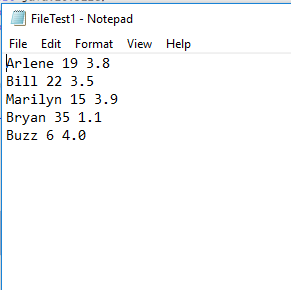 FileTest1 - Notepad
File Edit Format View Help
Arlene 19 3.8
Bill 22 3.5
Marilyn 15 3.9
Bryan 35 1.1
Buzz 6 4.0